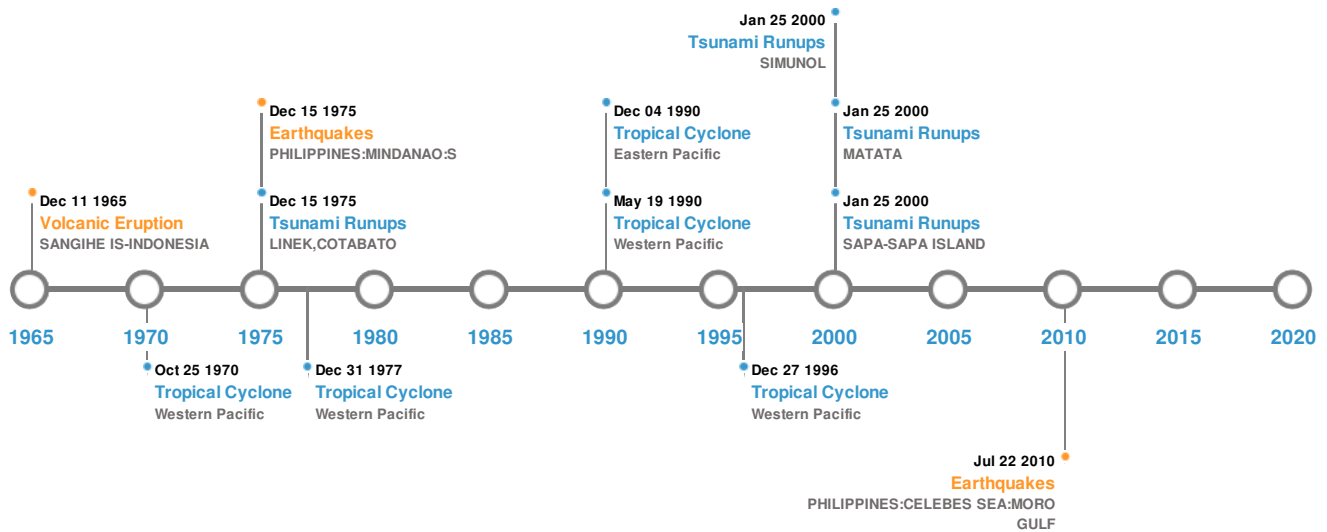 Jan 25 2000
Tsunami Runups
SIMUNOL
Dec 15 1975
Earthquakes
PHILIPPINES:MINDANAO:S
Dec 04 1990
Tropical Cyclone
Eastern Pacific
Jan 25 2000
Tsunami Runups
MATATA
Dec 11 1965
Volcanic Eruption
SANGIHE IS-INDONESIA
Dec 15 1975
Tsunami Runups
LINEK,COTABATO
May 19 1990
Tropical Cyclone
Western Pacific
Jan 25 2000
Tsunami Runups
SAPA-SAPA ISLAND
1965 1970 1975 1980 1985 1990 1995 2000 2005 2010 2015 2020
Oct 25 1970
Tropical Cyclone
Western Pacific
Dec 31 1977
Tropical Cyclone
Western Pacific
Dec 27 1996
Tropical Cyclone
Western Pacific
Jul 22 2010
Earthquakes
PHILIPPINES:CELEBES SEA:MORO
GULF